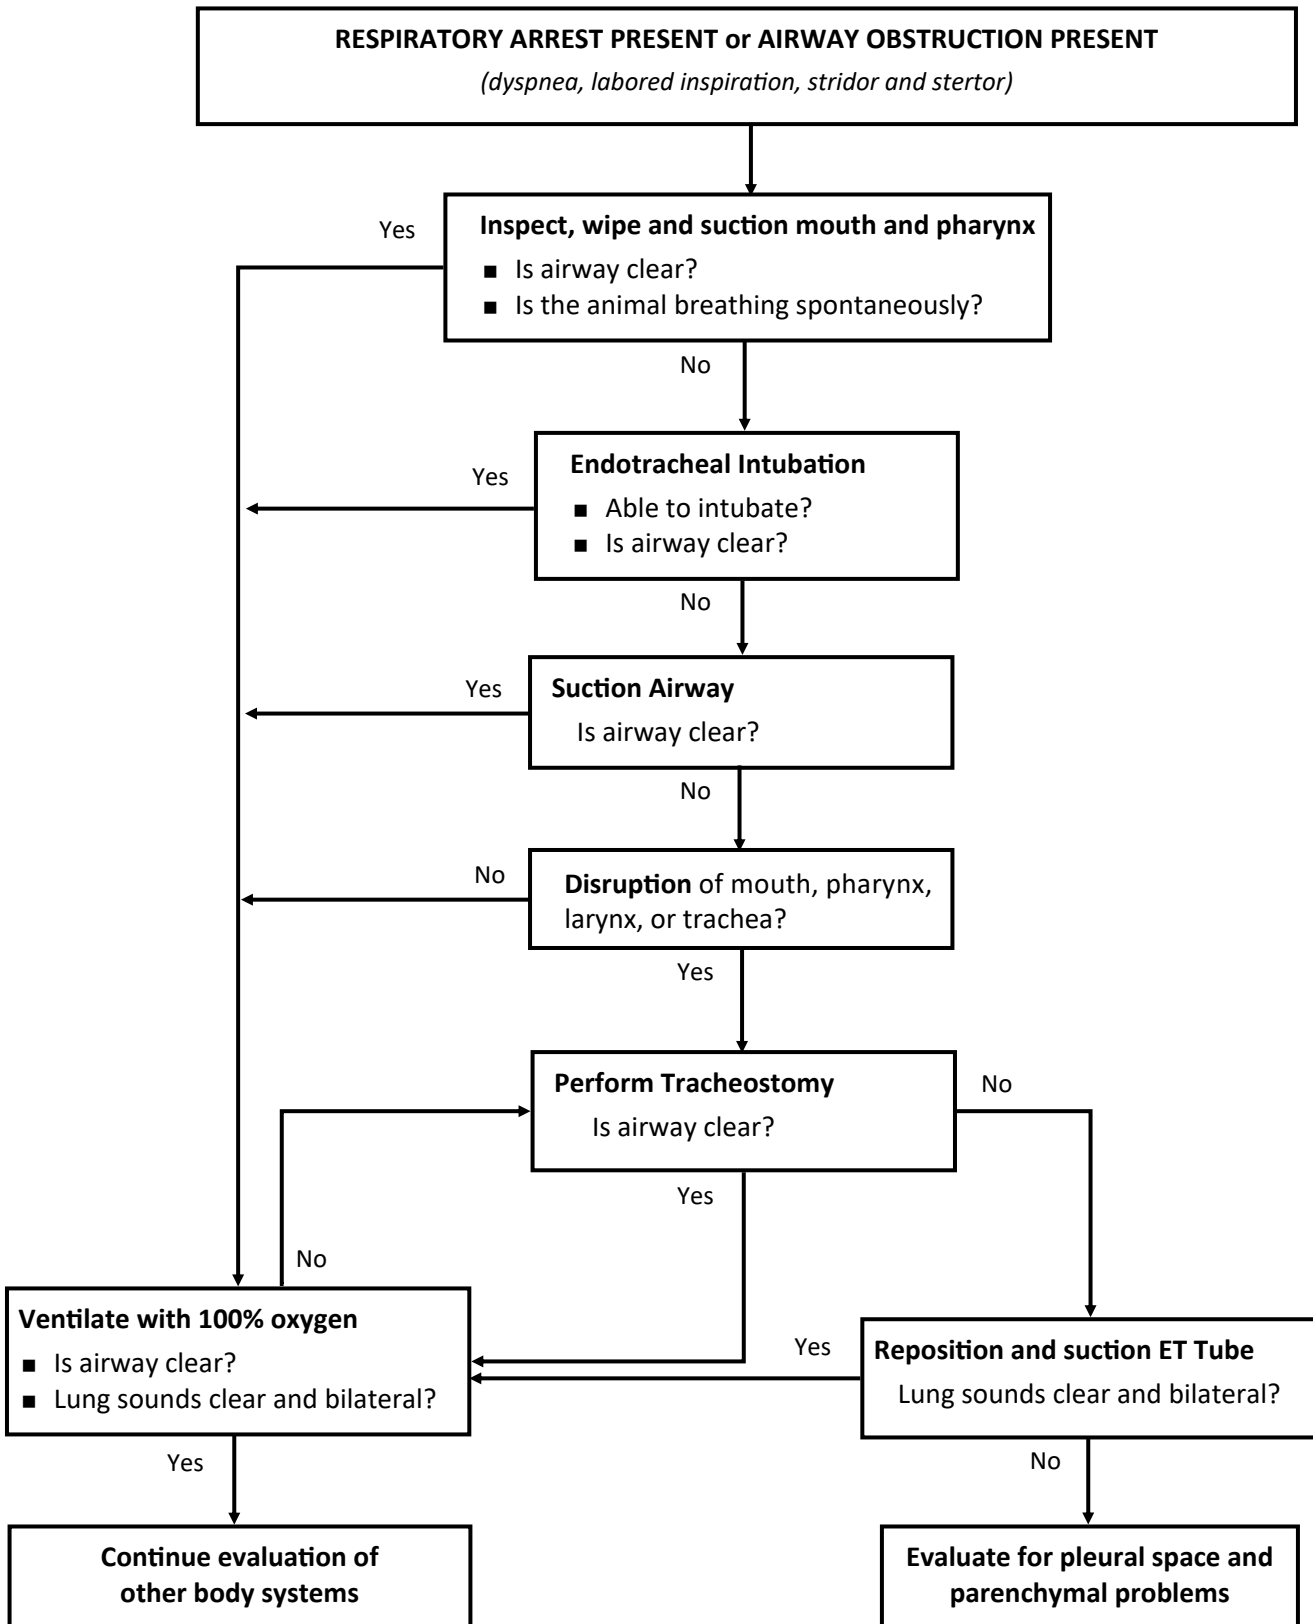 RESPIRATORY ARREST PRESENT or AIRWAY OBSTRUCTION PRESENT
(dyspnea, labored inspiration, stridor and stertor)
Yes
Inspect, wipe and suction mouth and pharynx
■ Is airway clear?
■ Is the animal breathing spontaneously?
No
Yes
Endotracheal Intubation
■ Able to intubate?
■ Is airway clear?
No
Yes
Suction Airway
Is airway clear?
No
No
Disruption of mouth, pharynx,
larynx, or trachea?
Yes
Perform Tracheostomy
Is airway clear?
No
Yes
No
Ventilate with 100% oxygen
■ Is airway clear?
■ Lung sounds clear and bilateral?
Yes
Reposition and suction ET Tube
Lung sounds clear and bilateral?
Yes
No
Continue evaluation of
other body systems
Evaluate for pleural space and
parenchymal problems